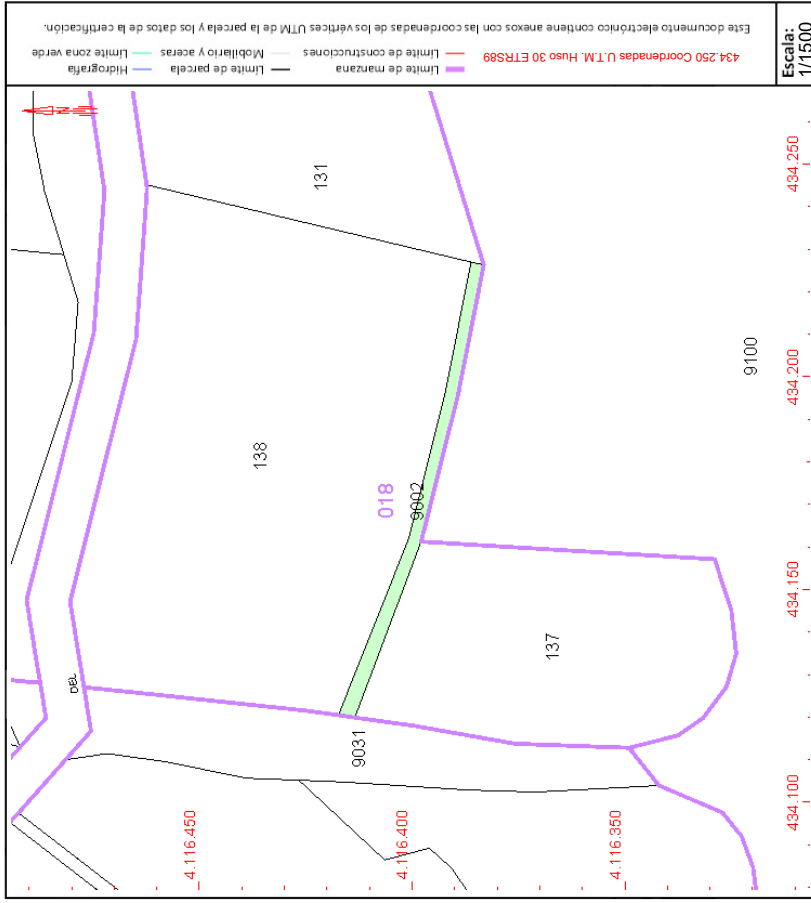 Este documento electrónico contiene anexos con las coordenadas de los vértices UTM de la parcela y los datos de la certificación.
434.250 Coordenadas U.T.M. Huso 30 ETRS89
Límite de manzana
Límite de construcciones
Límite de parcela
Mobiliario y aceras
Límite zona verde
Hidrografía
Escala:
1/1500
131
138
018
9002
137
9031
9100
DEL
4.116.450
4.116.400
4.116.350
434.250
434.200
434.150
434.100